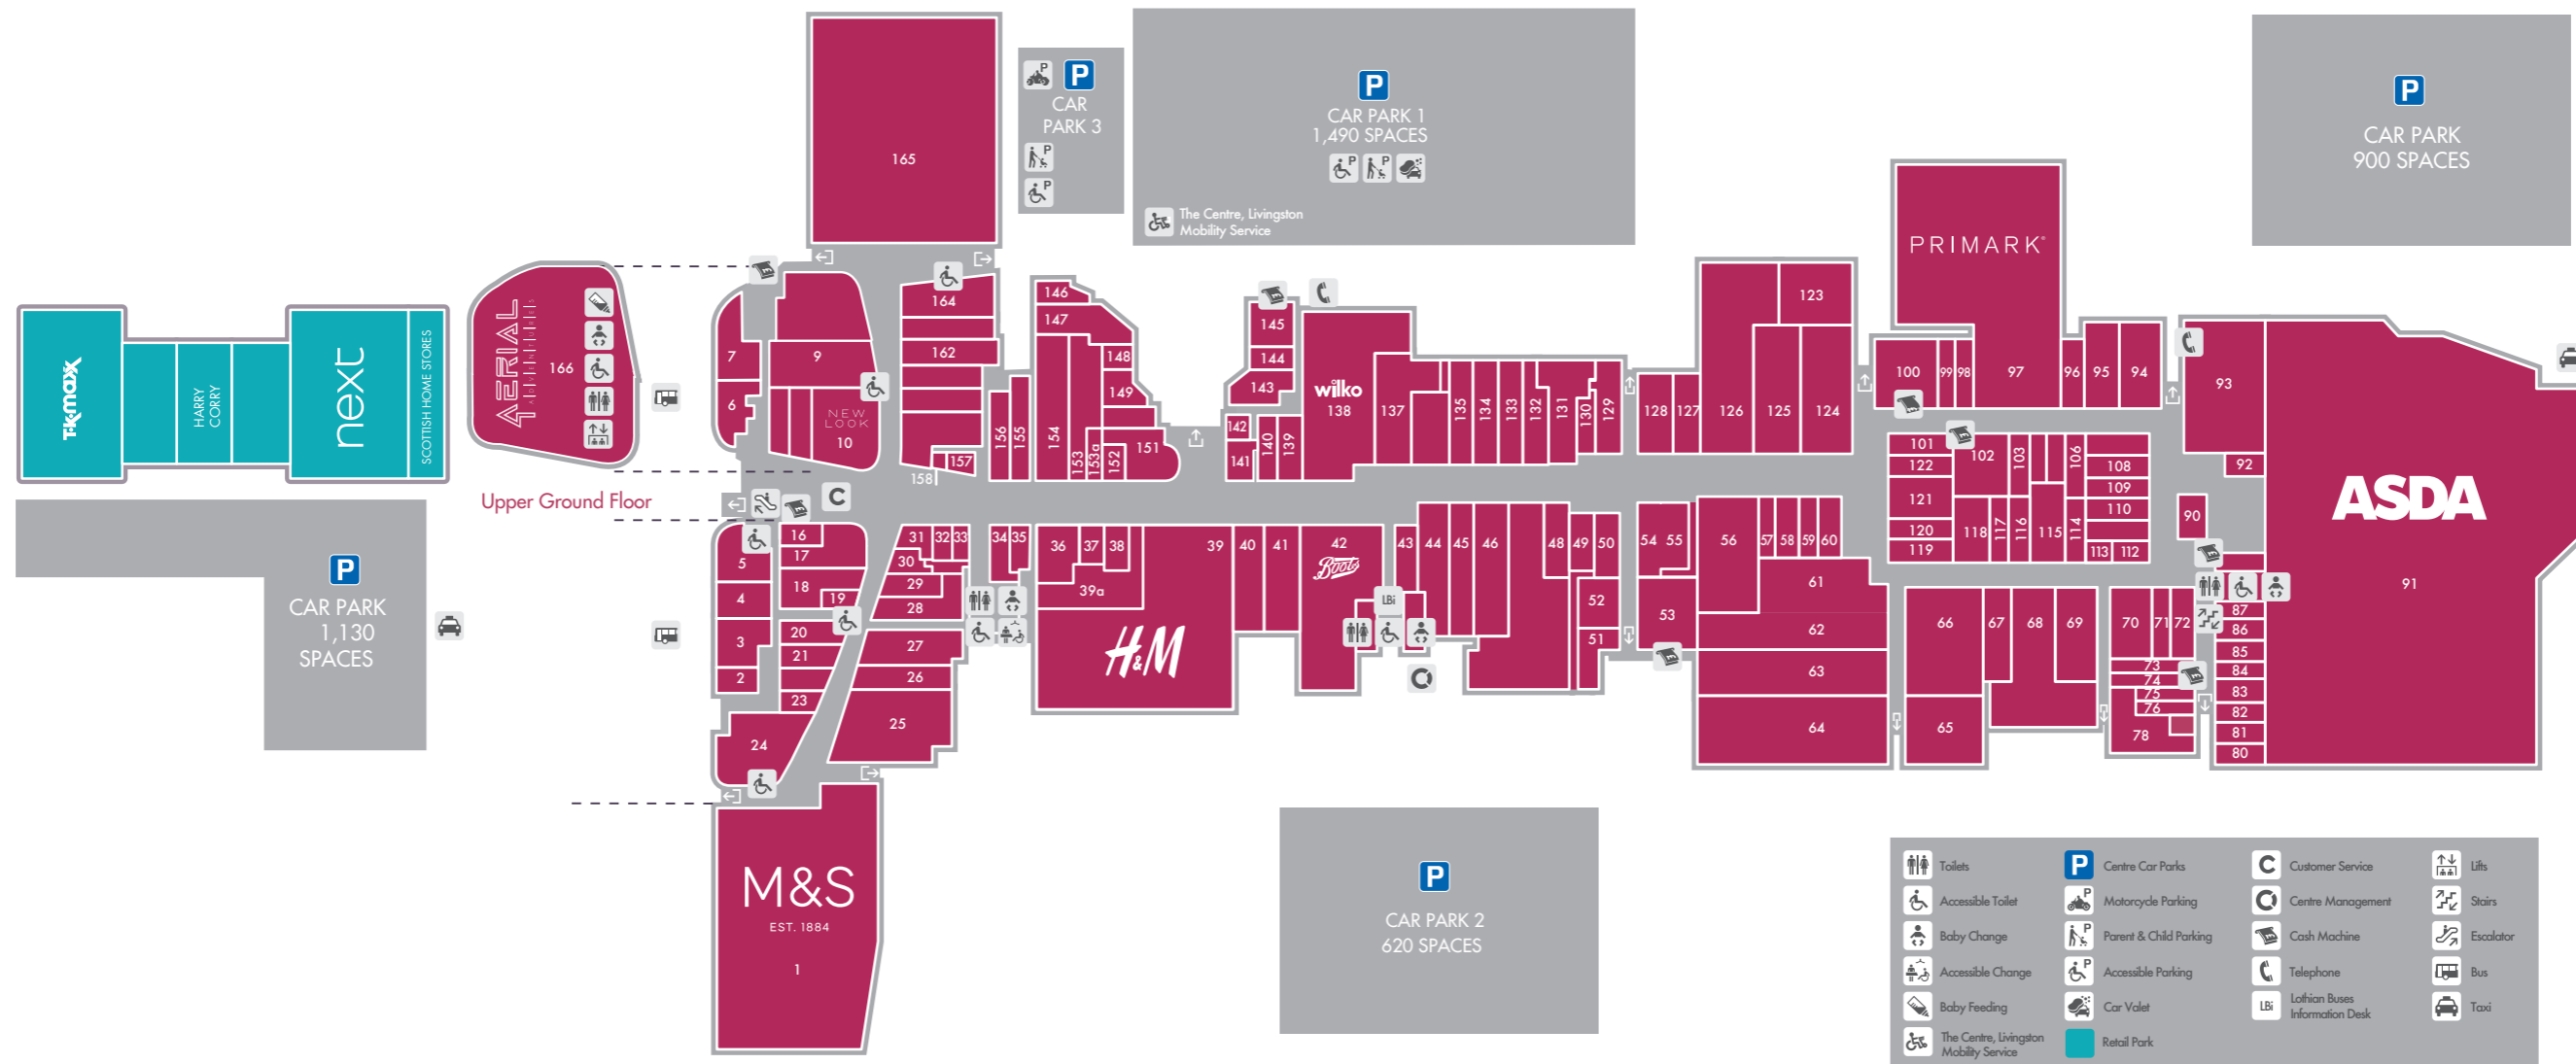 TK maxx
HARRY
CORRY
next
SCOTTISH HOME STORES
AERIAL
ADVENTURES
166
Upper Ground Floor
P
CAR PARK
1,130
SPACES
165
P
CAR
PARK 3
P
CAR PARK 1
1,490 SPACES
The Centre, Livingston
Mobility Service
P
CAR PARK
900 SPACES
7
6
9
NEW
LOOK
10
164
162
157
158
156
155
146
147
154
153
153a
148
149
152
151
145
144
143
142
141
140
139
wilko
138
137
135
134
133
132
131
130
129
128
127
126
123
125
124
PRIMARK
100
99
98
97
96
95
94
93
92
90
ASDA
91
101
122
121
120
119
102
103
118
117
116
115
106
114
108
109
110
113
112
C
5
4
3
2
16
17
18
19
20
21
23
24
31
32
33
30
29
28
27
26
25
34
35
36
37
38
39
39a
H&M
40
41
42
Boots
43
44
45
46
48
49
50
52
51
LBi
54
55
53
56
57
58
59
60
61
62
63
64
66
65
67
68
69
70
71
72
73
74
75
76
78
87
86
85
84
83
82
81
80
M&S
EST. 1884
1
P
CAR PARK 2
620 SPACES
Toilets
Accessible Toilet
Baby Change
Accessible Change
Baby Feeding
The Centre, Livingston
Mobility Service
P Centre Car Parks
Motorcycle Parking
Parent & Child Parking
Accessible Parking
Car Valet
Retail Park
C Customer Service
Centre Management
Cash Machine
Telephone
LBi Lothian Buses
Information Desk
Lifts
Stairs
Escalator
Bus
Taxi